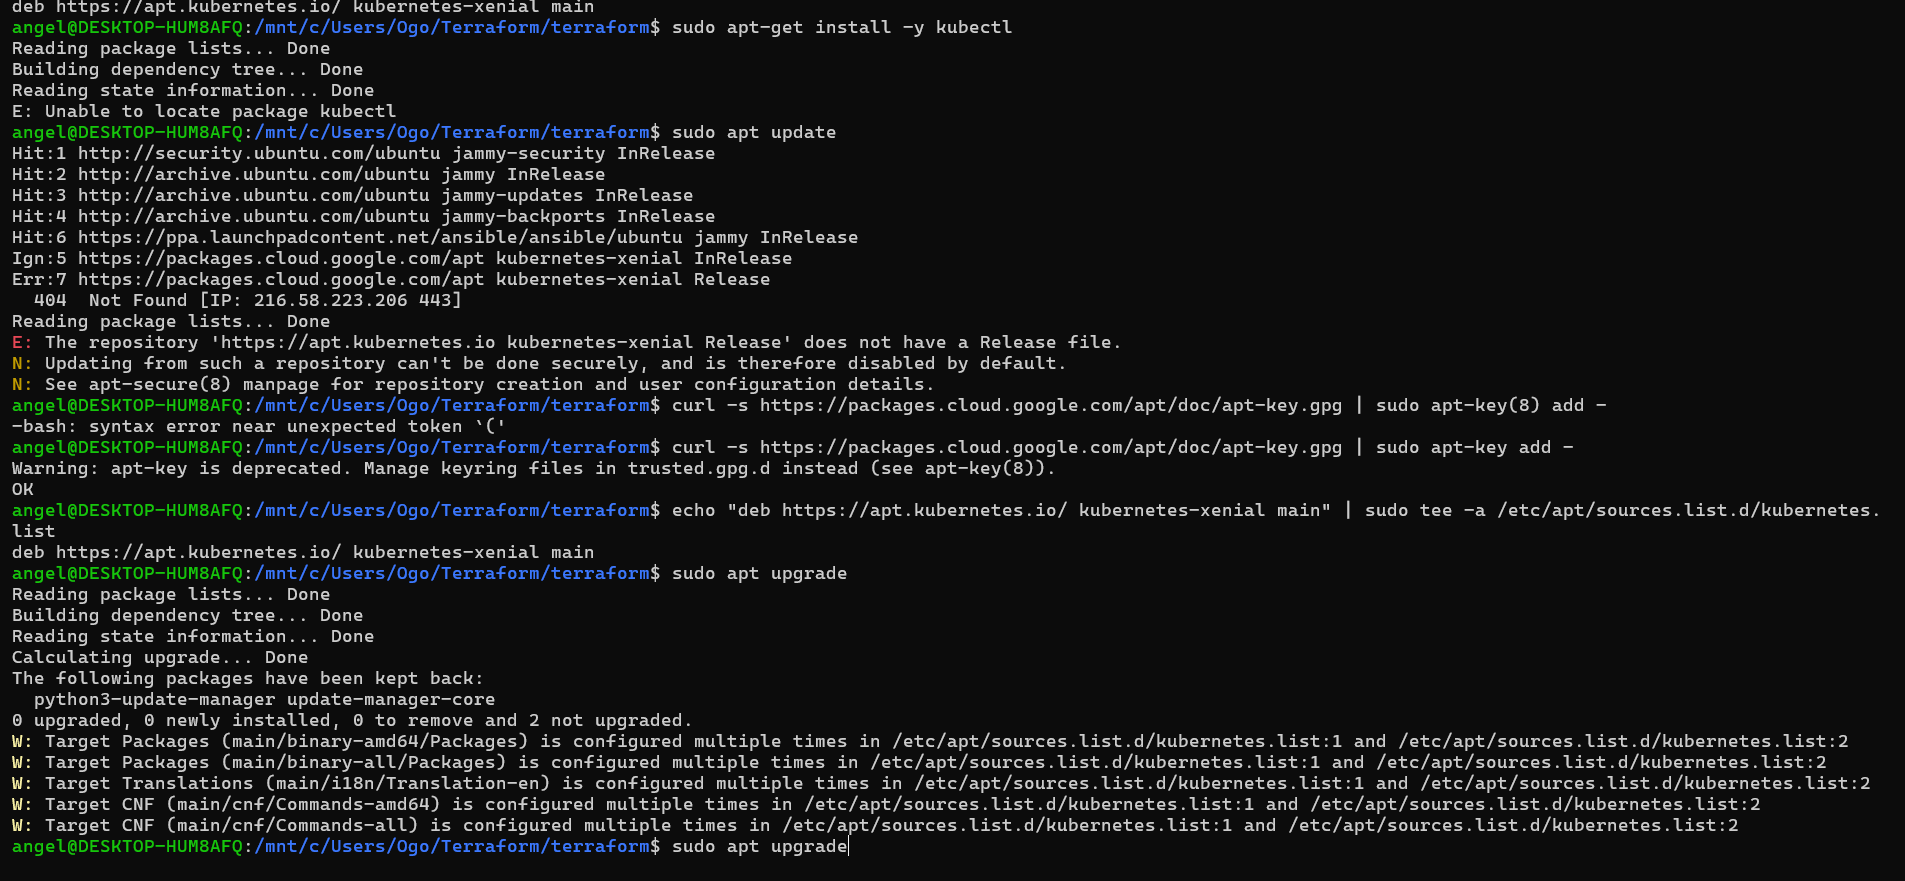 deb https://apt.kubernetes.io/ kubernetes-xenial main
angel@DESKTOP-HUM8AFQ:/mnt/c/Users/Ogo/Terraform/terraform$ sudo apt-get install -y kubectl
Reading package lists... Done
Building dependency tree... Done
Reading state information... Done
E: Unable to locate package kubectl
angel@DESKTOP-HUM8AFQ:/mnt/c/Users/Ogo/Terraform/terraform$ sudo apt update
Hit:1 http://security.ubuntu.com/ubuntu jammy-security InRelease
Hit:2 http://archive.ubuntu.com/ubuntu jammy InRelease
Hit:3 http://archive.ubuntu.com/ubuntu jammy-updates InRelease
Hit:4 http://archive.ubuntu.com/ubuntu jammy-backports InRelease
Hit:6 https://ppa.launchpadcontent.net/ansible/ansible/ubuntu jammy InRelease
Ign:5 https://packages.cloud.google.com/apt kubernetes-xenial InRelease
Err:7 https://packages.cloud.google.com/apt kubernetes-xenial Release
  404  Not Found [IP: 216.58.223.206 443]
Reading package lists... Done
E: The repository 'https://apt.kubernetes.io kubernetes-xenial Release' does not have a Release file.
N: Updating from such a repository can't be done securely, and is therefore disabled by default.
N: See apt-secure(8) manpage for repository creation and user configuration details.
angel@DESKTOP-HUM8AFQ:/mnt/c/Users/Ogo/Terraform/terraform$ curl -s https://packages.cloud.google.com/apt/doc/apt-key.gpg | sudo apt-key(8) add -
-bash: syntax error near unexpected token `('
angel@DESKTOP-HUM8AFQ:/mnt/c/Users/Ogo/Terraform/terraform$ curl -s https://packages.cloud.google.com/apt/doc/apt-key.gpg | sudo apt-key add -
Warning: apt-key is deprecated. Manage keyring files in trusted.gpg.d instead (see apt-key(8)).
OK
angel@DESKTOP-HUM8AFQ:/mnt/c/Users/Ogo/Terraform/terraform$ echo "deb https://apt.kubernetes.io/ kubernetes-xenial main" | sudo tee -a /etc/apt/sources.list.d/kubernetes.
list
deb https://apt.kubernetes.io/ kubernetes-xenial main
angel@DESKTOP-HUM8AFQ:/mnt/c/Users/Ogo/Terraform/terraform$ sudo apt upgrade
Reading package lists... Done
Building dependency tree... Done
Reading state information... Done
Calculating upgrade... Done
The following packages have been kept back:
  python3-update-manager update-manager-core
0 upgraded, 0 newly installed, 0 to remove and 2 not upgraded.
W: Target Packages (main/binary-amd64/Packages) is configured multiple times in /etc/apt/sources.list.d/kubernetes.list:1 and /etc/apt/sources.list.d/kubernetes.list:2
W: Target Packages (main/binary-all/Packages) is configured multiple times in /etc/apt/sources.list.d/kubernetes.list:1 and /etc/apt/sources.list.d/kubernetes.list:2
W: Target Translations (main/i18n/Translation-en) is configured multiple times in /etc/apt/sources.list.d/kubernetes.list:1 and /etc/apt/sources.list.d/kubernetes.list:2
W: Target CNF (main/cnf/Commands-amd64) is configured multiple times in /etc/apt/sources.list.d/kubernetes.list:1 and /etc/apt/sources.list.d/kubernetes.list:2
W: Target CNF (main/cnf/Commands-all) is configured multiple times in /etc/apt/sources.list.d/kubernetes.list:1 and /etc/apt/sources.list.d/kubernetes.list:2
angel@DESKTOP-HUM8AFQ:/mnt/c/Users/Ogo/Terraform/terraform$ sudo apt upgrade